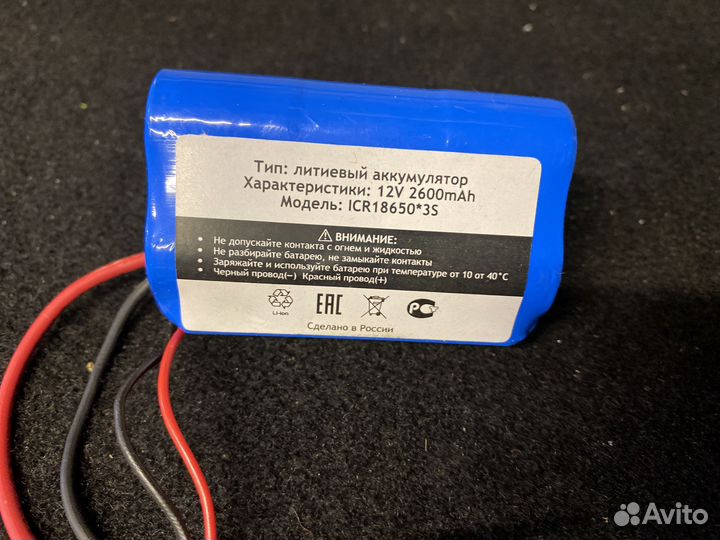 Тип: литиевый аккумулятор
Характеристики: 12V 2600mAh
Модель: ICR18650*3S
⚠ ВНИМАНИЕ:
• Не допускайте контакта с огнем и жидкостью
• Не разбирайте батарею, не замыкайте контакты
• Заряжайте и используйте батарею при температуре от 10 от 40°C
• Черный провод(−) Красный провод(+)
Li-Ion
EAC
РС
Сделано в России
Avito